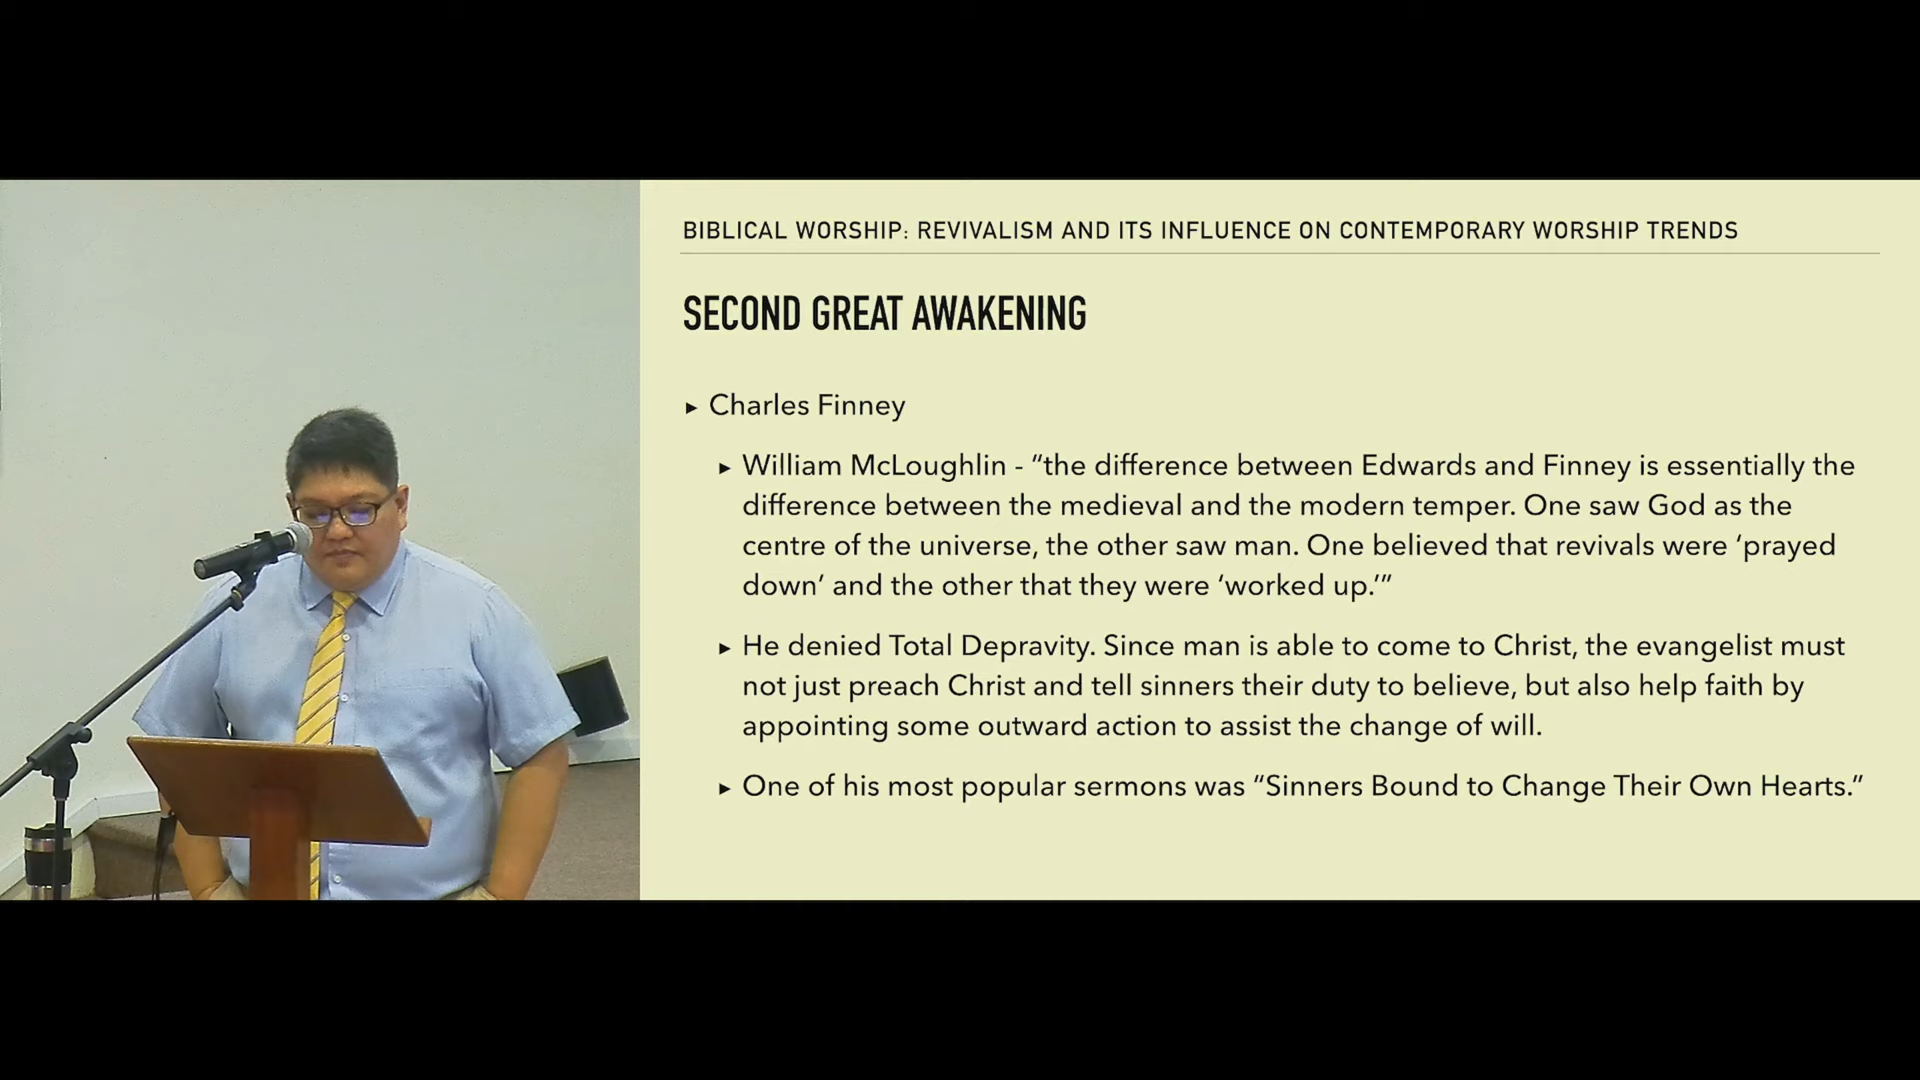 BIBLICAL WORSHIP: REVIVALISM AND ITS INFLUENCE ON CONTEMPORARY WORSHIP TRENDS
SECOND GREAT AWAKENING
▸ Charles Finney
▸ William McLoughlin - “the difference between Edwards and Finney is essentially the
difference between the medieval and the modern temper. One saw God as the
centre of the universe, the other saw man. One believed that revivals were ‘prayed
down’ and the other that they were ‘worked up.’”
▸ He denied Total Depravity. Since man is able to come to Christ, the evangelist must
not just preach Christ and tell sinners their duty to believe, but also help faith by
appointing some outward action to assist the change of will.
▸ One of his most popular sermons was “Sinners Bound to Change Their Own Hearts.”